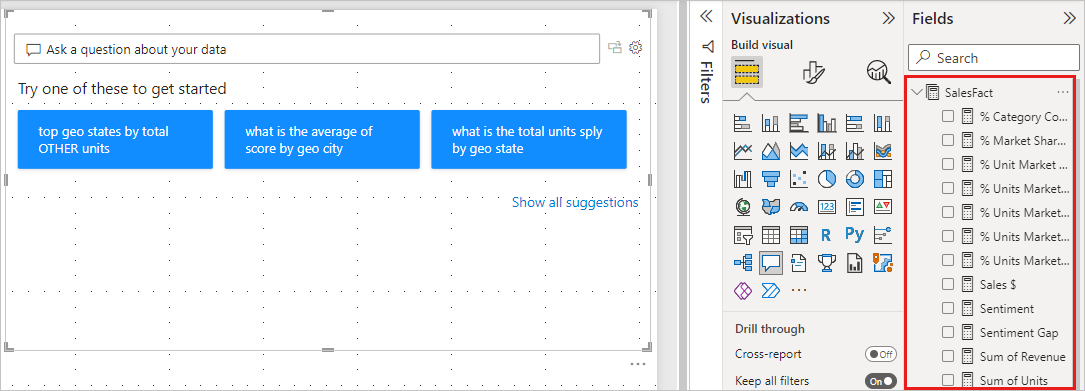 Ask a question about your data
Try one of these to get started
top geo states by total
OTHER units
what is the average of
score by geo city
what is the total units sply
by geo state
Show all suggestions
Filters
Visualizations
Build visual
123
R
Py
Drill through
Cross-report
Off
Keep all filters
On
Fields
Search
SalesFact
% Category Co...
% Market Shar...
% Unit Market ...
% Units Market...
% Units Market...
% Units Market...
% Units Market...
Sales $
Sentiment
Sentiment Gap
Sum of Revenue
Sum of Units